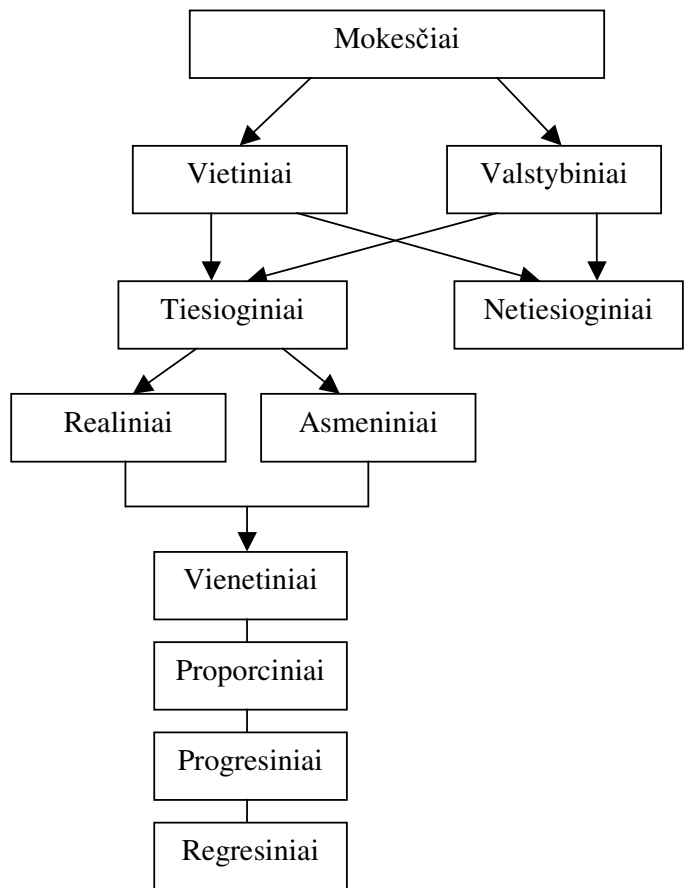 Mokesčiai
Vietiniai
Valstybiniai
Tiesioginiai
Netiesioginiai
Realiniai
Asmeniniai
Vienetiniai
Proporciniai
Progresiniai
Regresiniai